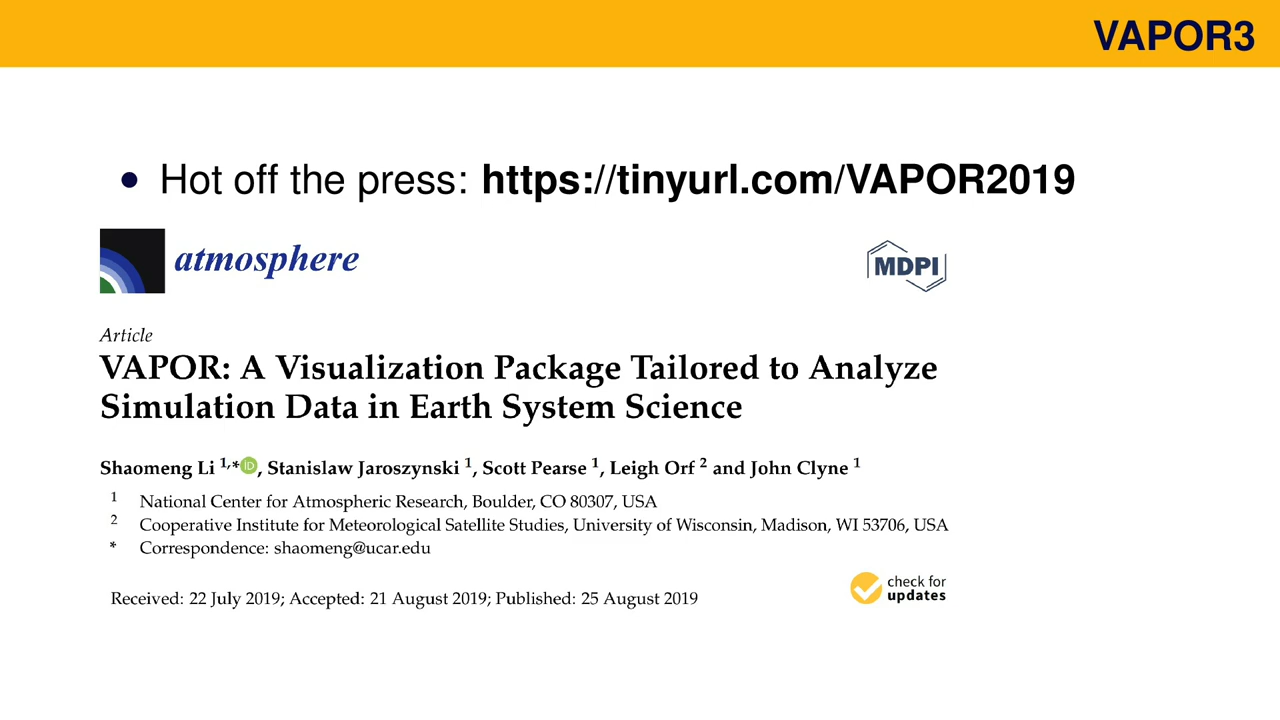 VAPOR3
• Hot off the press: https://tinyurl.com/VAPOR2019
atmosphere
MDPI
Article
VAPOR: A Visualization Package Tailored to Analyze
Simulation Data in Earth System Science
Shaomeng Li 1,* iD, Stanislaw Jaroszynski 1, Scott Pearse 1, Leigh Orf 2 and John Clyne 1
1 National Center for Atmospheric Research, Boulder, CO 80307, USA
2 Cooperative Institute for Meteorological Satellite Studies, University of Wisconsin, Madison, WI 53706, USA
* Correspondence: shaomeng@ucar.edu
check for
updates
Received: 22 July 2019; Accepted: 21 August 2019; Published: 25 August 2019